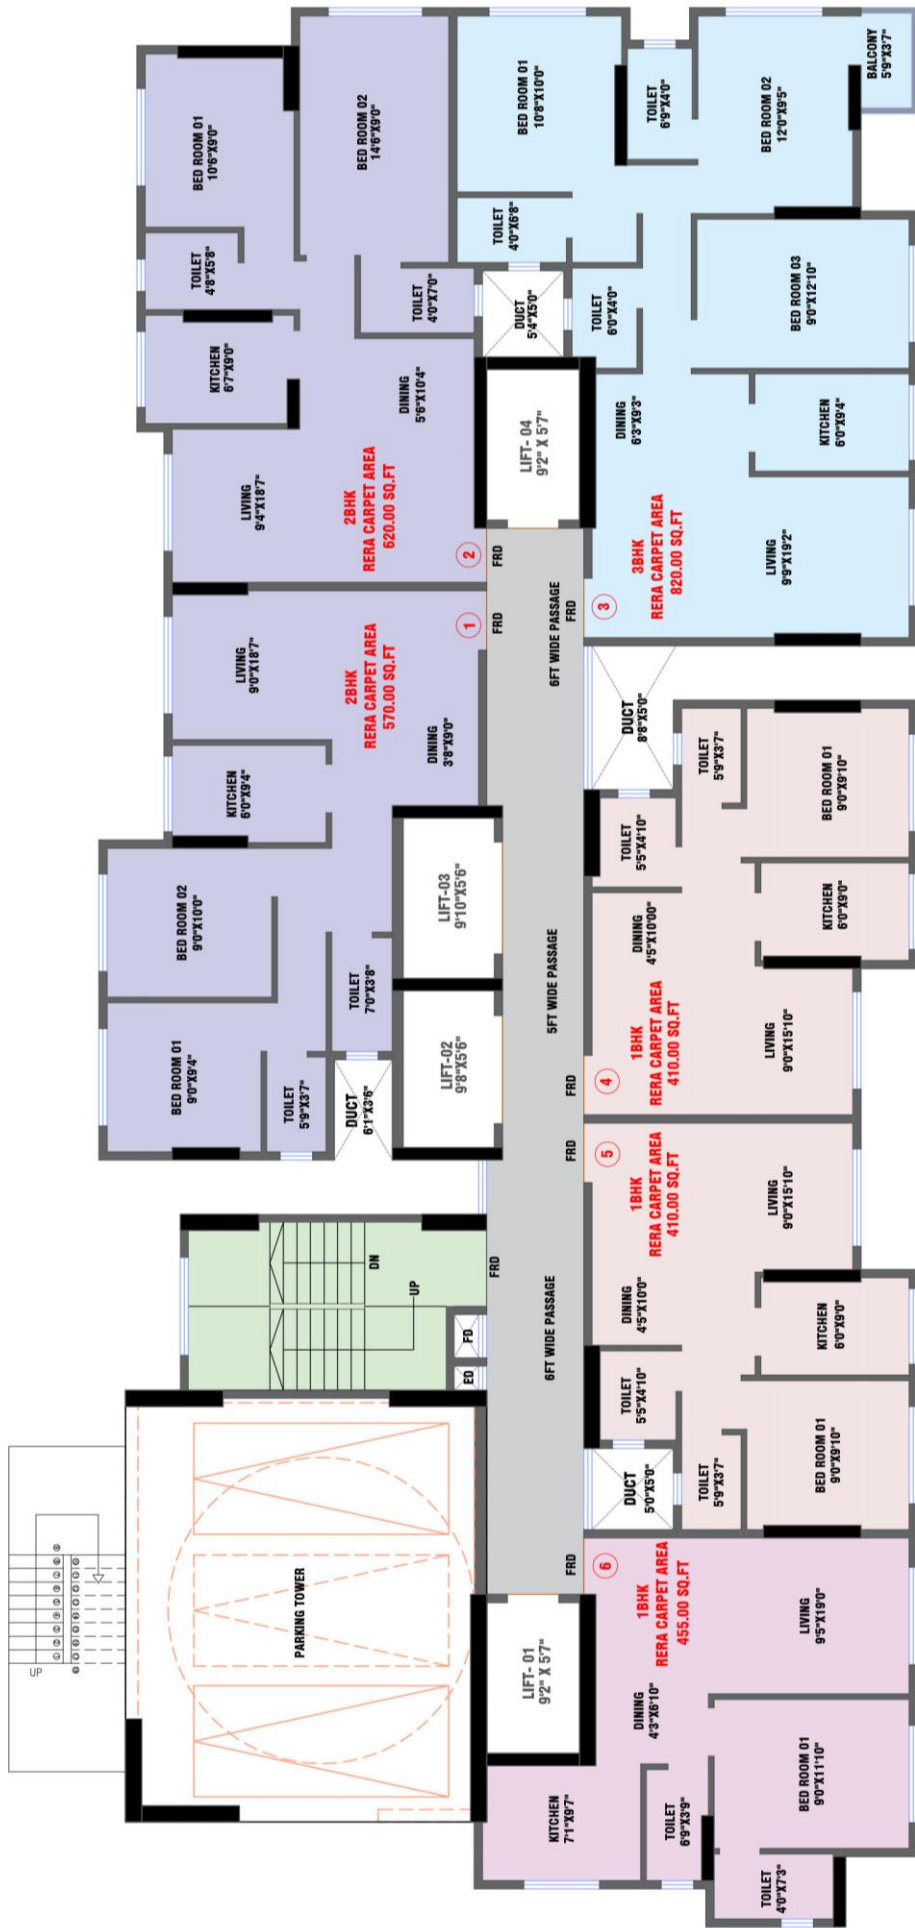 UP
PARKING TOWER
ED
FD
UP
DN
FRD
BED ROOM 01
9'0"X9'4"
TOILET
5'9"X3'7"
DUCT
6'1"X3'6"
BED ROOM 02
9'0"X10'0"
TOILET
7'0"X3'8"
KITCHEN
6'0"X9'4"
LIVING
9'0"X18'7"
2BHK
RERA CARPET AREA
570.00 SQ.FT
DINING
3'8"X9'0"
1
FRD
LIVING
9'4"X18'7"
2BHK
RERA CARPET AREA
620.00 SQ.FT
2
FRD
KITCHEN
6'7"X9'0"
DINING
5'6"X10'4"
TOILET
4'8"X5'8"
BED ROOM 01
10'6"X9'0"
BED ROOM 02
14'6"X9'0"
TOILET
4'0"X7'0"
LIFT- 01
9'2" X 5'7"
LIFT-02
9'8"X5'6"
LIFT-03
9'10"X5'6"
LIFT- 04
9'2" X 5'7"
DUCT
5'4"X5'0"
6FT WIDE PASSAGE
5FT WIDE PASSAGE
6FT WIDE PASSAGE
FRD
FRD
FRD
FRD
KITCHEN
7'1"X9'7"
TOILET
6'9"X3'9"
TOILET
4'0"X7'3"
DINING
4'3"X6'10"
BED ROOM 01
9'0"X11'10"
6
1BHK
RERA CARPET AREA
455.00 SQ.FT
LIVING
9'5"X19'0"
DUCT
5'0"X5'0"
TOILET
5'5"X4'10"
TOILET
5'9"X3'7"
BED ROOM 01
9'0"X9'10"
DINING
4'5"X10'0"
KITCHEN
6'0"X9'0"
5
1BHK
RERA CARPET AREA
410.00 SQ.FT
LIVING
9'0"X15'10"
4
1BHK
RERA CARPET AREA
410.00 SQ.FT
LIVING
9'0"X15'10"
DINING
4'5"X10'00"
KITCHEN
6'0"X9'0"
TOILET
5'5"X4'10"
TOILET
5'9"X3'7"
BED ROOM 01
9'0"X9'10"
DUCT
8'8"X5'0"
3
3BHK
RERA CARPET AREA
820.00 SQ.FT
LIVING
9'9"X19'2"
DINING
6'3"X9'3"
KITCHEN
6'0"X9'4"
TOILET
6'0"X4'0"
BED ROOM 03
9'0"X12'10"
TOILET
4'0"X6'8"
BED ROOM 01
10'8"X10'0"
TOILET
6'9"X4'0"
BED ROOM 02
12'0"X9'5"
BALCONY
5'9"X3'7"